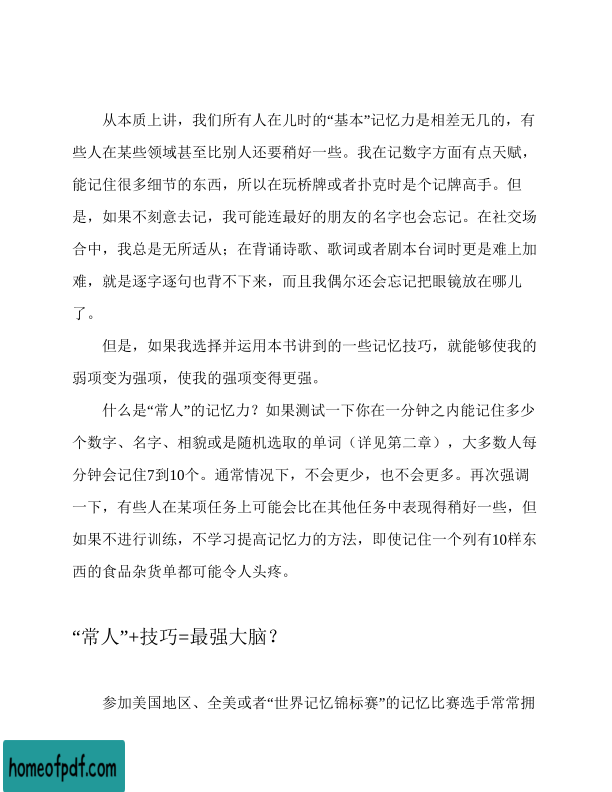 从本质上讲，我们所有人在儿时的“基本”记忆力是相差无几的，有
些人在某些领域甚至比别人还要稍好一些。我在记数字方面有点天赋，
能记住很多细节的东西，所以在玩桥牌或者扑克时是个记牌高手。但
是，如果不刻意去记，我可能连最好的朋友的名字也会忘记。在社交场
合中，我总是无所适从；在背诵诗歌、歌词或者剧本台词时更是难上加
难，就是逐字逐句也背不下来，而且我偶尔还会忘记把眼镜放在哪儿
了。
但是，如果我选择并运用本书讲到的一些记忆技巧，就能够使我的
弱项变为强项，使我的强项变得更强。
什么是“常人”的记忆力？如果测试一下你在一分钟之内能记住多少
个数字、名字、相貌或是随机选取的单词（详见第二章），大多数人每
分钟会记住7到10个。通常情况下，不会更少，也不会更多。再次强调
一下，有些人在某项任务上可能会比在其他任务中表现得稍好一些，但
如果不进行训练，不学习提高记忆力的方法，即使记住一个列有10样东
西的食品杂货单都可能令人头疼。
“常人”+技巧=最强大脑？
参加美国地区、全美或者“世界记忆锦标赛”的记忆比赛选手常常拥
homeofpdf.com